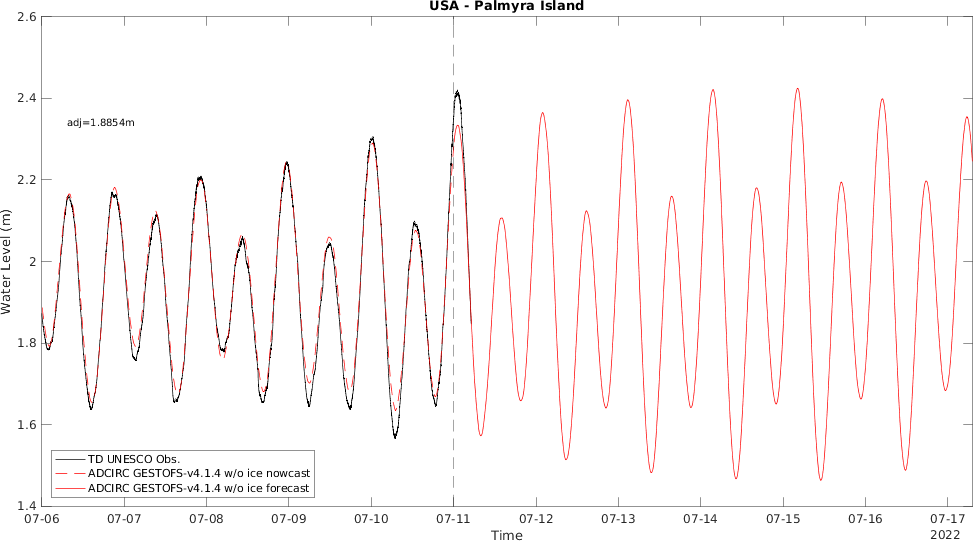 USA - Palmyra Island
2.6
2.4
adj=1.8854m
2.2
2
1.8
1.6
1.4
Water Level (m)
TD UNESCO Obs.
ADCIRC GESTOFS-v4.1.4 w/o ice nowcast
ADCIRC GESTOFS-v4.1.4 w/o ice forecast
07-06 07-07 07-08 07-09 07-10 07-11 07-12 07-13 07-14 07-15 07-16 07-17
Time
2022